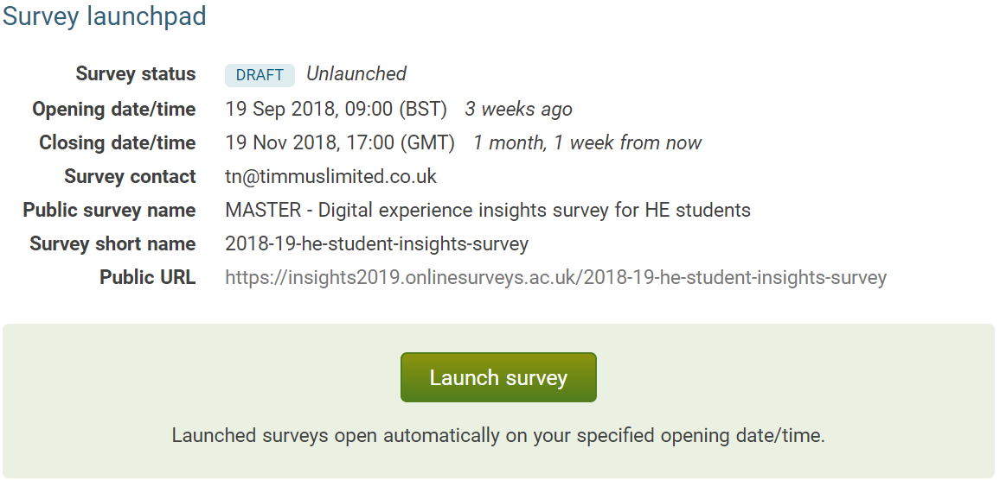 Survey launchpad
Survey status DRAFT Unlaunched
Opening date/time 19 Sep 2018, 09:00 (BST) 3 weeks ago
Closing date/time 19 Nov 2018, 17:00 (GMT) 1 month, 1 week from now
Survey contact tn@timmuslimited.co.uk
Public survey name MASTER - Digital experience insights survey for HE students
Survey short name 2018-19-he-student-insights-survey
Public URL https://insights2019.onlinesurveys.ac.uk/2018-19-he-student-insights-survey
Launch survey
Launched surveys open automatically on your specified opening date/time.